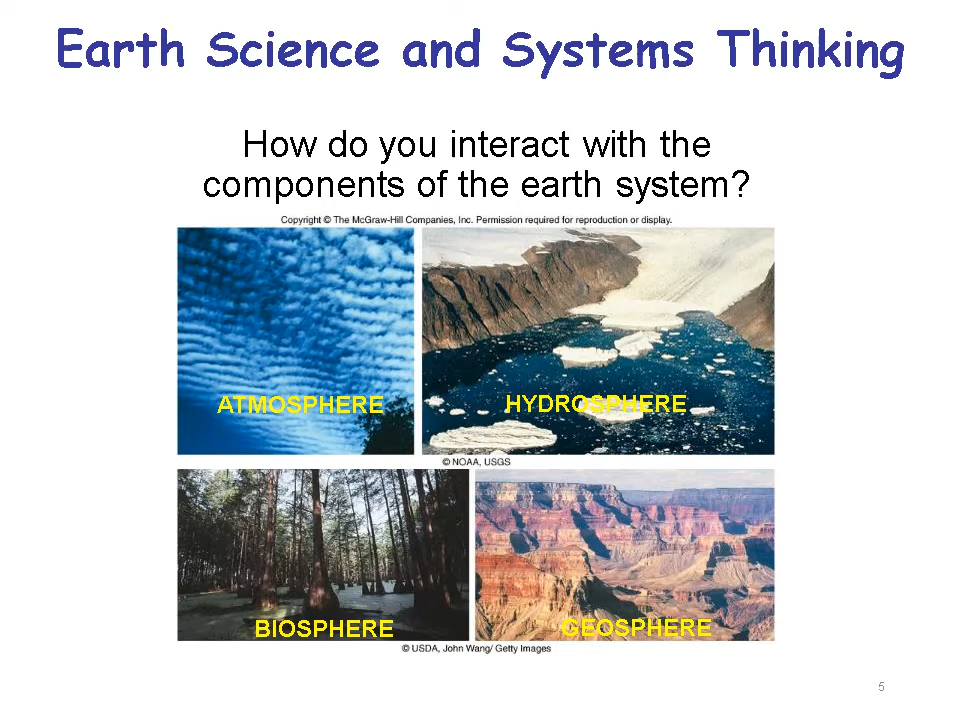 Earth Science and Systems Thinking
How do you interact with the
components of the earth system?
Copyright © The McGraw-Hill Companies, Inc. Permission required for reproduction or display.
ATMOSPHERE
HYDROSPHERE
© NOAA, USGS
BIOSPHERE
GEOSPHERE
© USDA, John Wang/ Getty Images
5